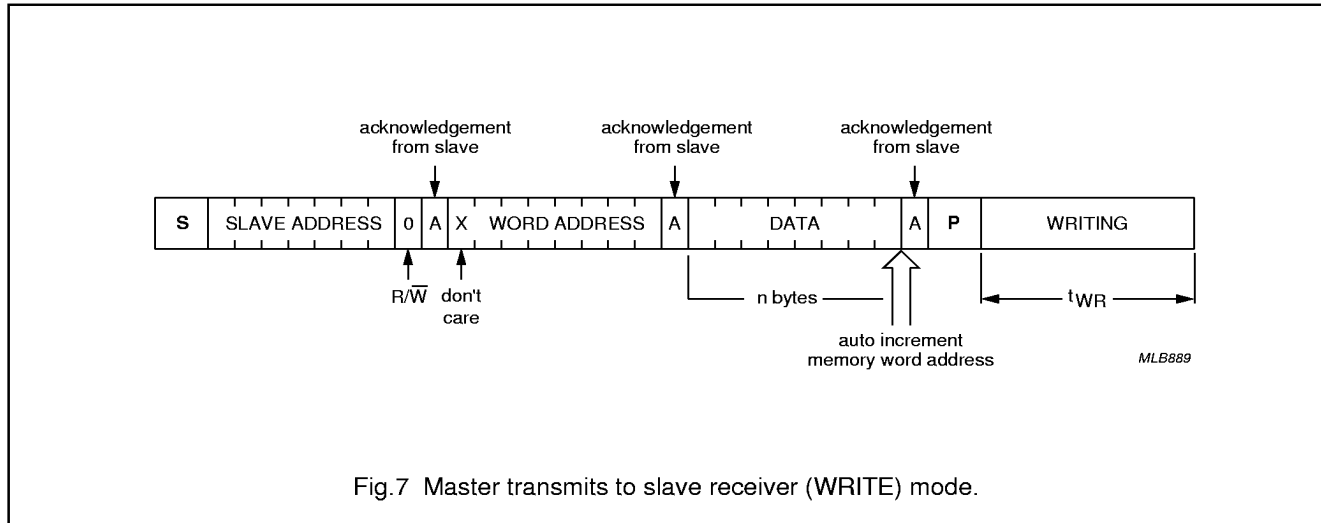 acknowledgement
from slave
acknowledgement
from slave
acknowledgement
from slave
S SLAVE ADDRESS 0 A X WORD ADDRESS A DATA A P WRITING
R/W̅
don't
care
n bytes
auto increment
memory word address
tWR
MLB889
Fig.7 Master transmits to slave receiver (WRITE) mode.